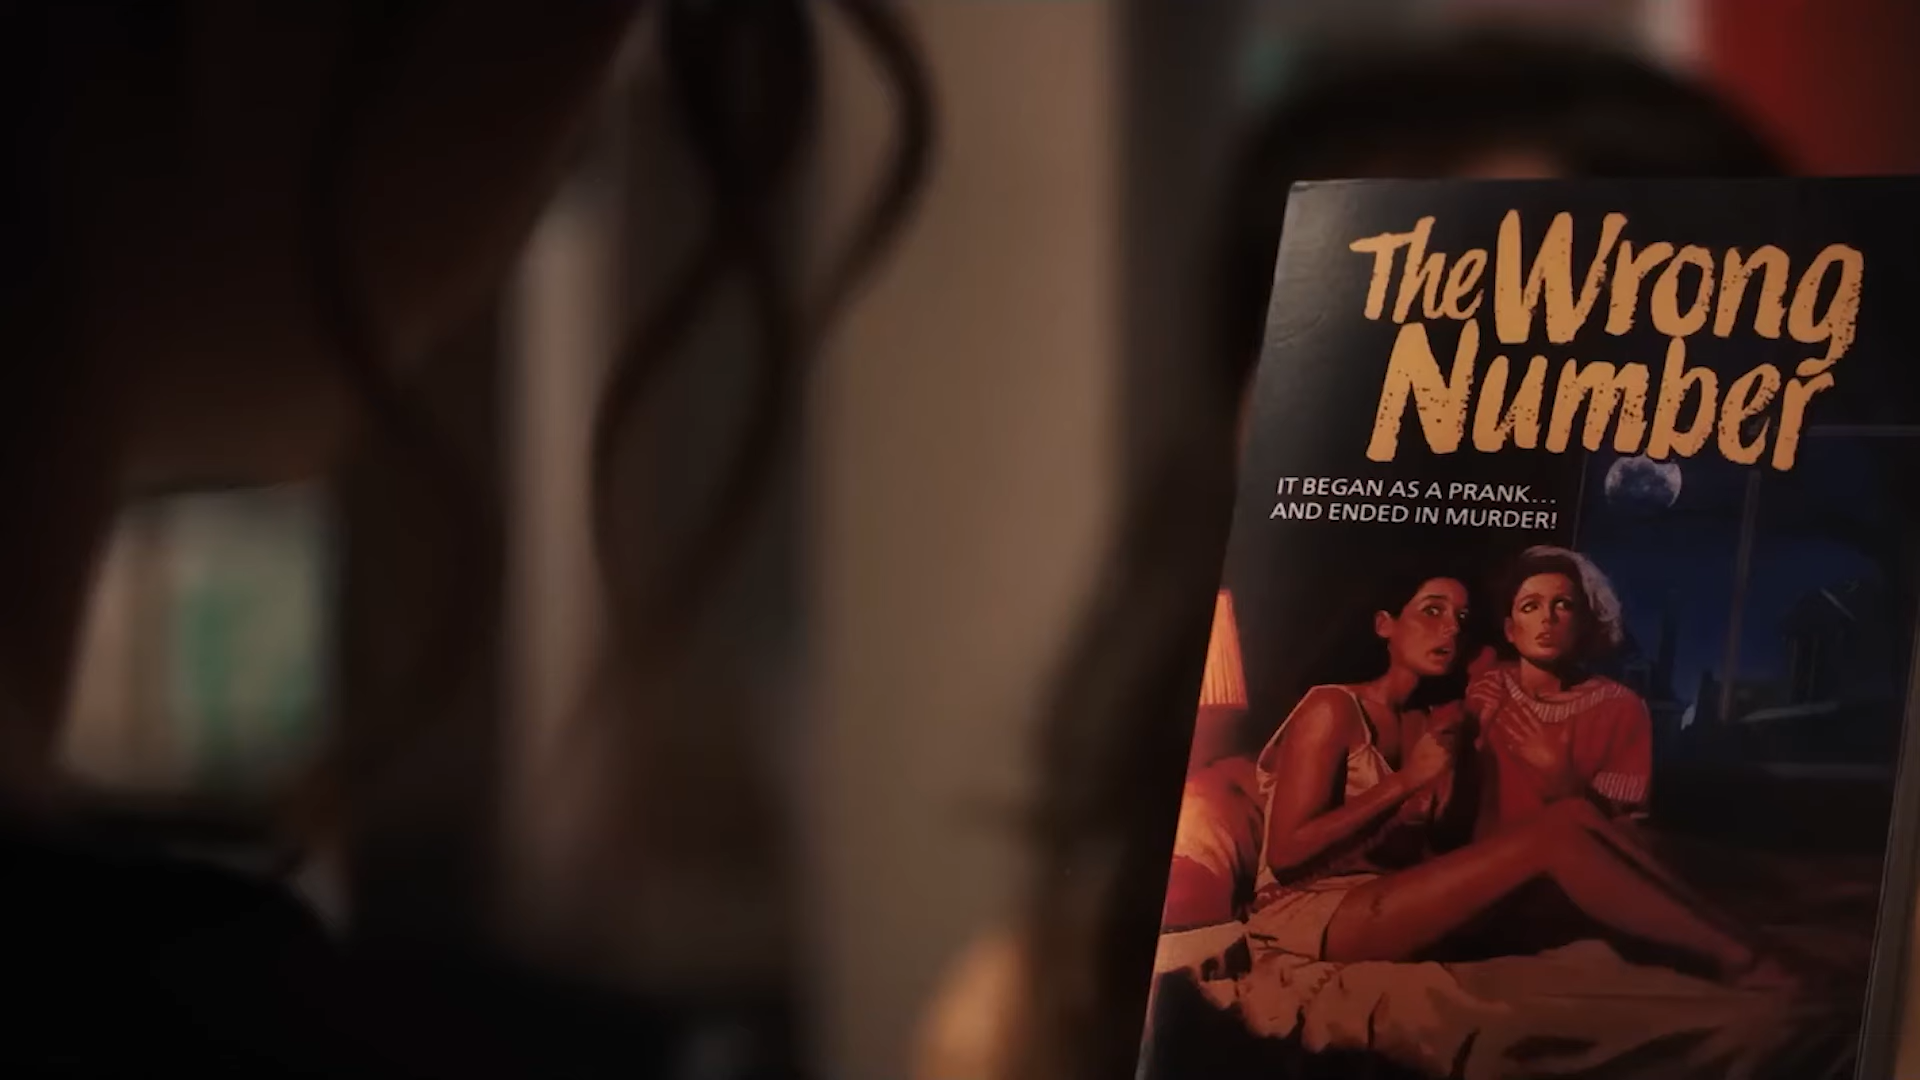 The Wrong
Number
IT BEGAN AS A PRANK...
AND ENDED IN MURDER!